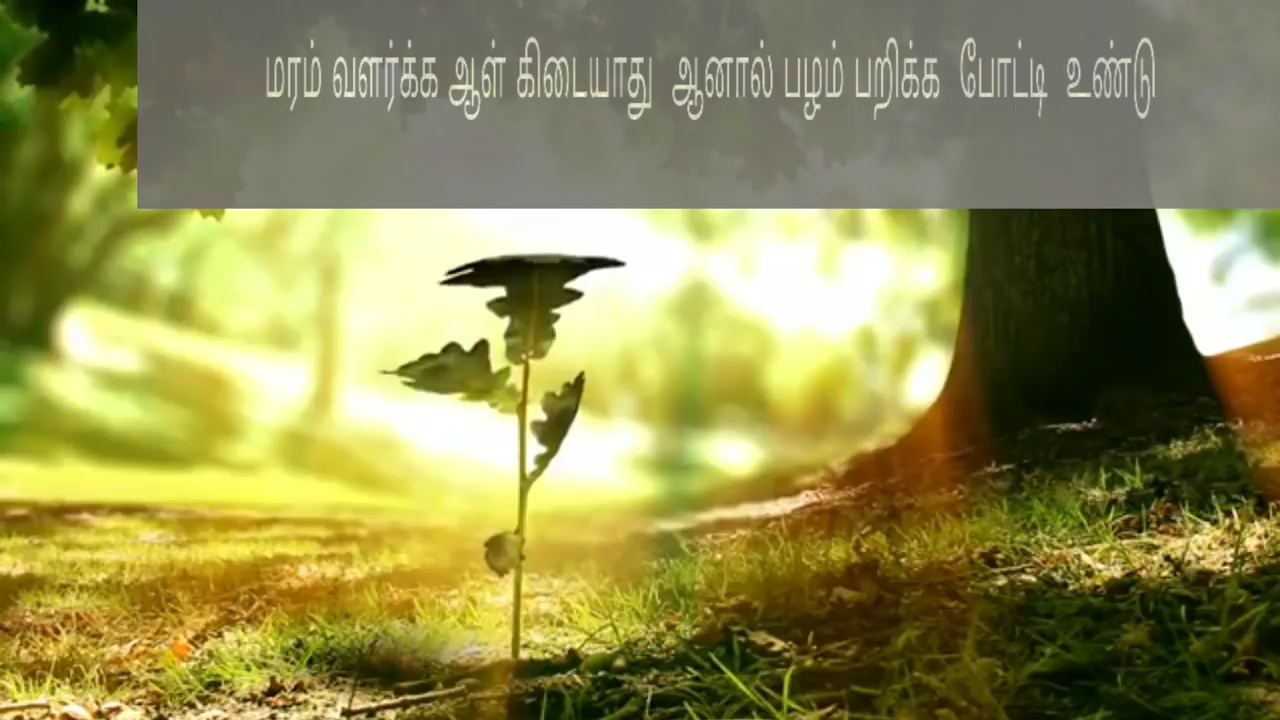 மரம் வளர்க்க ஆள் கிடையாது ஆனால் பழம் பறிக்க போட்டி உண்டு